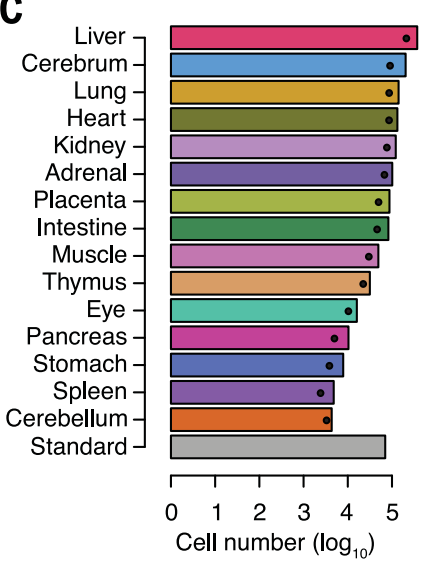 C
Liver
Cerebrum
Lung
Heart
Kidney
Adrenal
Placenta
Intestine
Muscle
Thymus
Eye
Pancreas
Stomach
Spleen
Cerebellum
Standard
0 1 2 3 4 5
Cell number (log₁₀)